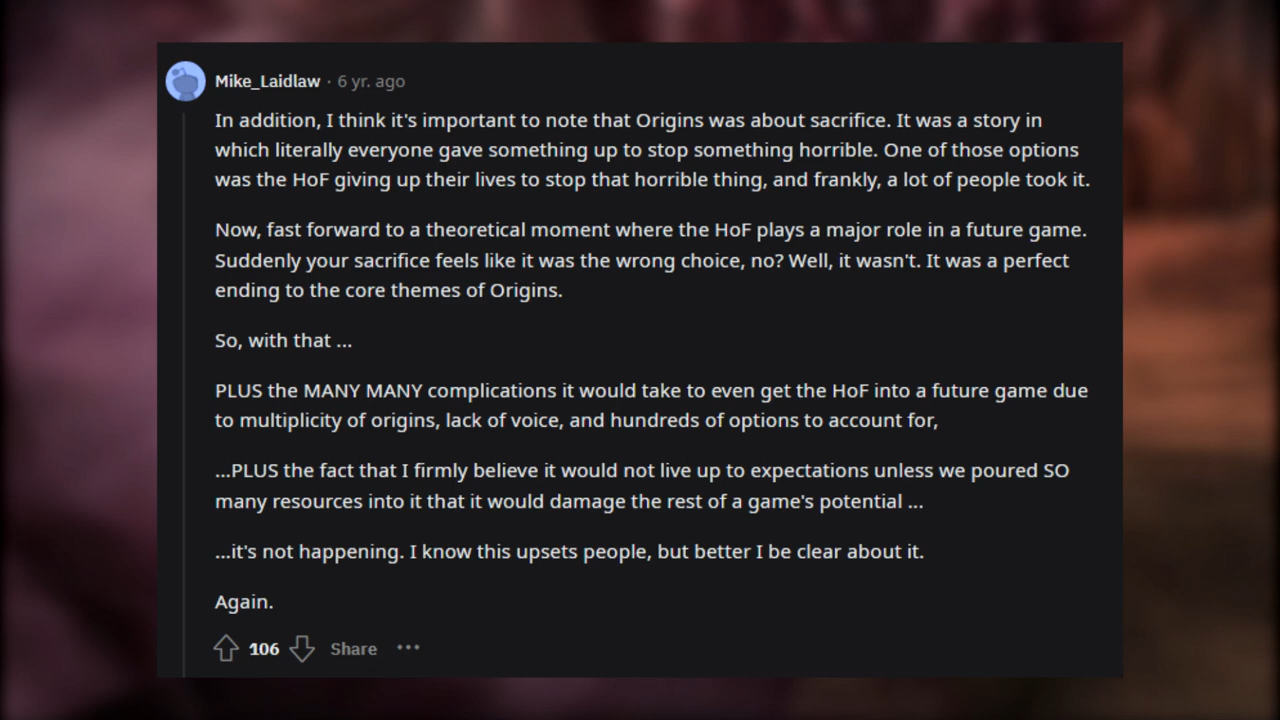 Mike_Laidlaw · 6 yr. ago
In addition, I think it's important to note that Origins was about sacrifice. It was a story in
which literally everyone gave something up to stop something horrible. One of those options
was the HoF giving up their lives to stop that horrible thing, and frankly, a lot of people took it.
Now, fast forward to a theoretical moment where the HoF plays a major role in a future game.
Suddenly your sacrifice feels like it was the wrong choice, no? Well, it wasn't. It was a perfect
ending to the core themes of Origins.
So, with that ...
PLUS the MANY MANY complications it would take to even get the HoF into a future game due
to multiplicity of origins, lack of voice, and hundreds of options to account for,
...PLUS the fact that I firmly believe it would not live up to expectations unless we poured SO
many resources into it that it would damage the rest of a game's potential ...
...it's not happening. I know this upsets people, but better I be clear about it.
Again.
106 Share ...